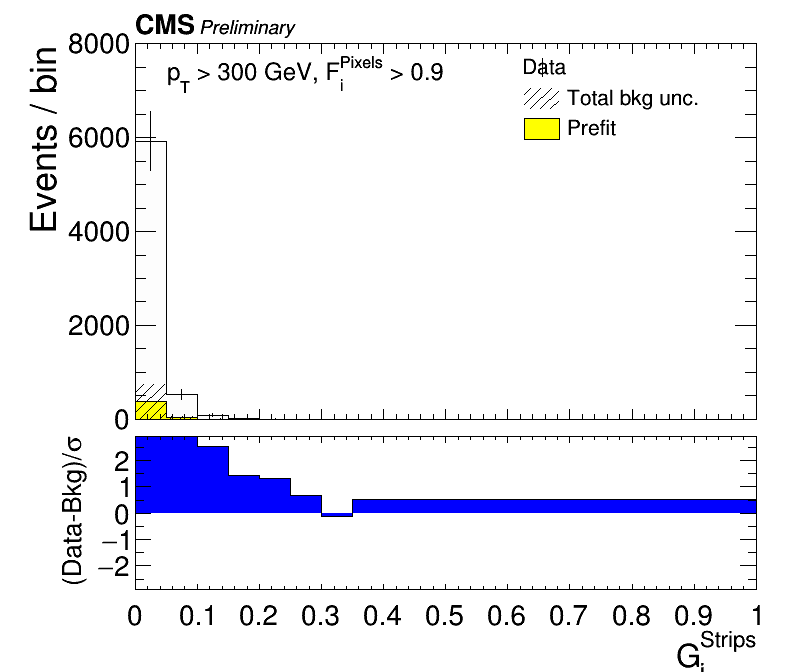 CMS Preliminary
8000
6000
4000
2000
0
Events / bin
p_T > 300 GeV, F_i^Pixels > 0.9
Data
Total bkg unc.
Prefit
(Data-Bkg)/σ
2
1
0
−1
−2
0 0.1 0.2 0.3 0.4 0.5 0.6 0.7 0.8 0.9 1
G_i^Strips